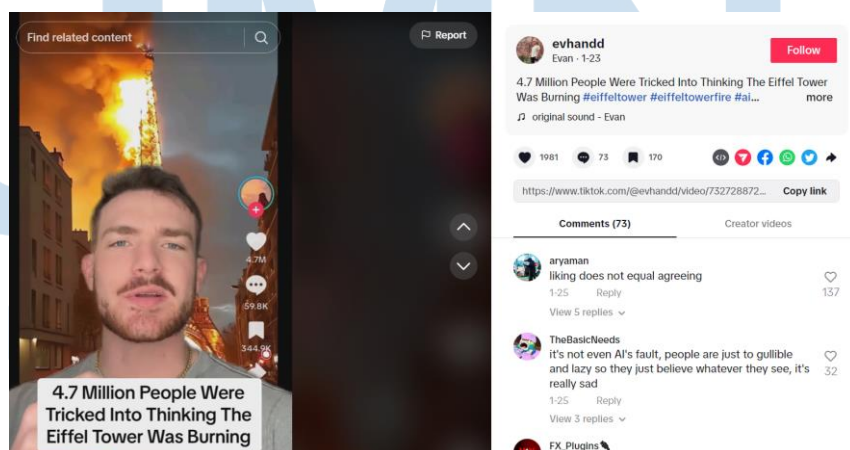 Find related content
Report
4.7M
59.8K
344.9K
4.7 Million People Were
Tricked Into Thinking The
Eiffel Tower Was Burning
evhandd
Evan · 1-23
Follow
4.7 Million People Were Tricked Into Thinking The Eiffel Tower
Was Burning #eiffeltower #eiffeltowerfire #ai... more
original sound - Evan
1981 73 170
https://www.tiktok.com/@evhandd/video/732728872... Copy link
Comments (73) Creator videos
aryaman
liking does not equal agreeing
137
1-25 Reply
View 5 replies
TheBasicNeeds
it's not even AI's fault, people are just to gullible
and lazy so they just believe whatever they see, it's
really sad
32
1-25 Reply
View 3 replies
FX_Plugins